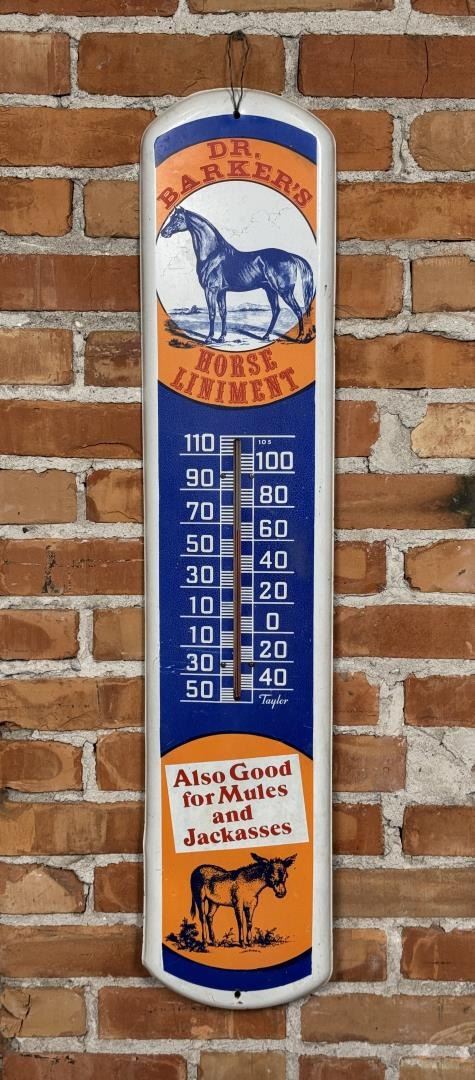 DR.
BARKER'S
HORSE
LINIMENT
110 105
100
90
80
70
60
50
40
30
20
10
0
10
20
30
40
50
Taylor
Also Good
for Mules
and
Jackasses